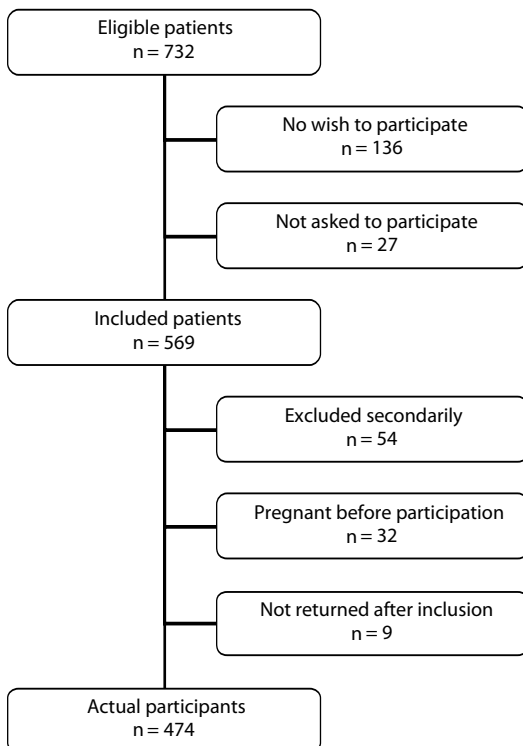 Eligible patients
n = 732
No wish to participate
n = 136
Not asked to participate
n = 27
Included patients
n = 569
Excluded secondarily
n = 54
Pregnant before participation
n = 32
Not returned after inclusion
n = 9
Actual participants
n = 474